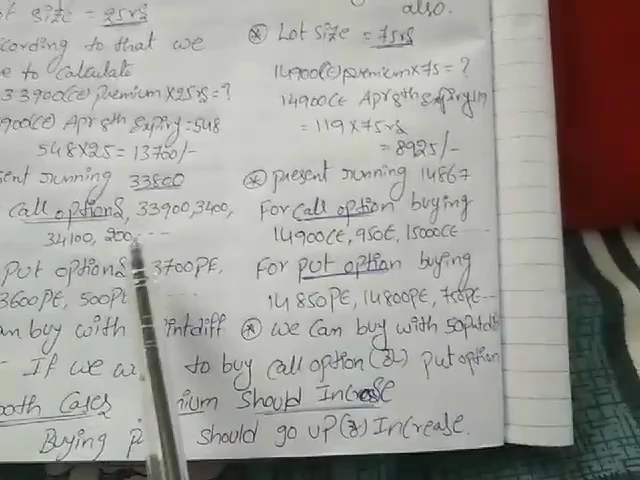 size = 25rs
cording to that we
to Calculate
33900(CE) premium X 25rs = ?
900(CE) Apr 8th expiry = 548
548 X 25 = 13700/-
sent running 33800
call options, 33900, 3400,
34100, 200, ...
put options 3700PE,
3600PE, 500PE
an buy with intdiff
If we w to buy call option (or) put option
both Cases ium should Increase
Buying p should go up (or) Increase.
also.
Lot size = 75rs
14900(CE) premium X 75 = ?
14900CE Apr 8th expiry
= 119 X 75rs
= 8925/-
present running 14867
For call option buying
14900CE, 950E, 15000CE ...
For put option buying
14850PE, 14800PE, 750PE ...
we can buy with 50